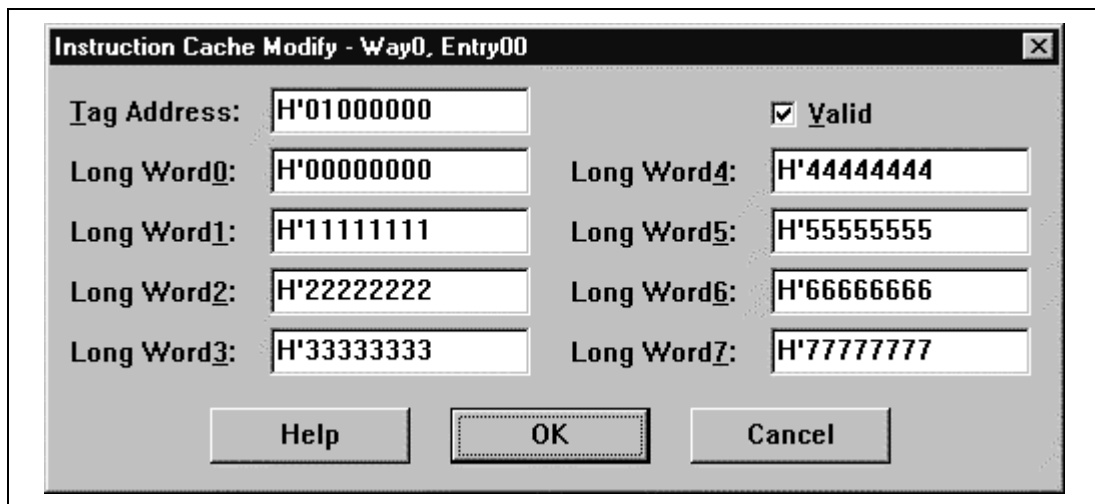 Instruction Cache Modify - Way0, Entry00
Tag Address: H'01000000 Valid
Long Word0: H'00000000 Long Word4: H'44444444
Long Word1: H'11111111 Long Word5: H'55555555
Long Word2: H'22222222 Long Word6: H'66666666
Long Word3: H'33333333 Long Word7: H'77777777
Help OK Cancel